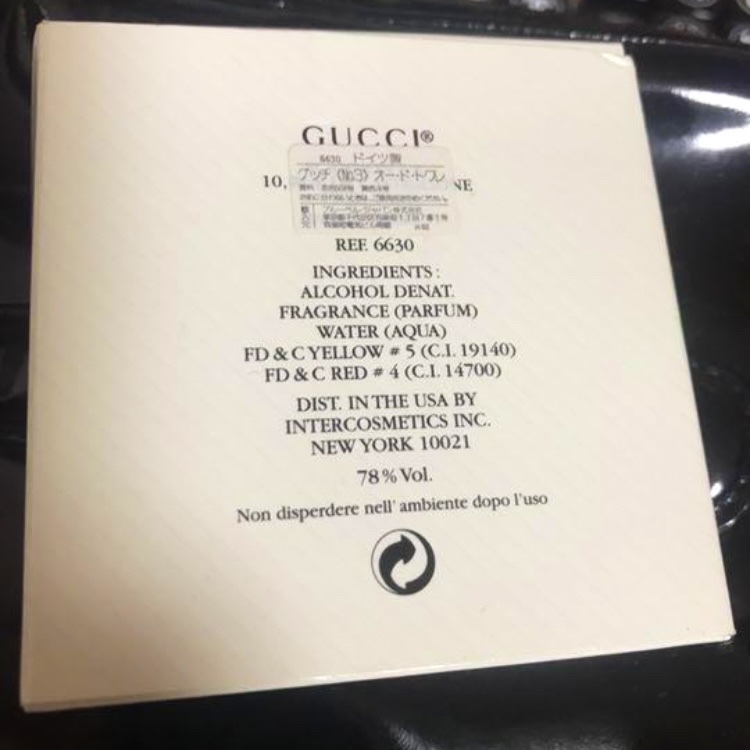 GUCCI®
6630 ドイツ製
グッチ (No3) オード・トワレ
10,
NE
REF. 6630
INGREDIENTS :
ALCOHOL DENAT.
FRAGRANCE (PARFUM)
WATER (AQUA)
FD & C YELLOW # 5 (C.I. 19140)
FD & C RED # 4 (C.I. 14700)
DIST. IN THE USA BY
INTERCOSMETICS INC.
NEW YORK 10021
78% Vol.
Non disperdere nell' ambiente dopo l'uso